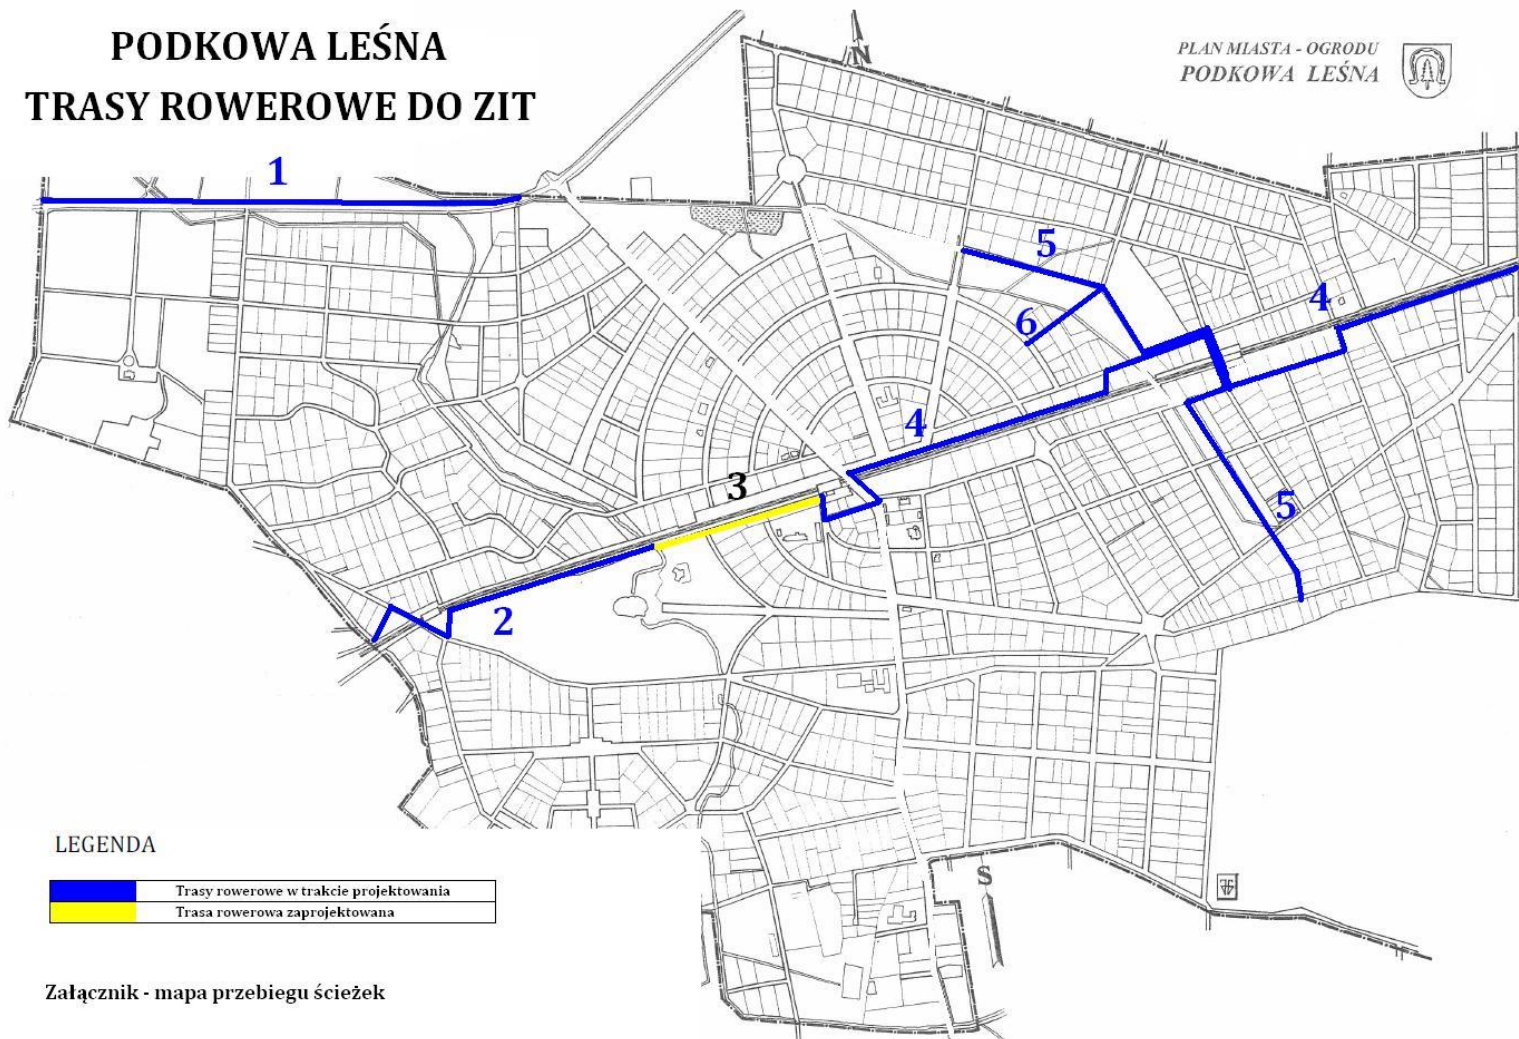 PODKOWA LEŚNA
TRASY ROWEROWE DO ZIT
N
PLAN MIASTA - OGRODU
PODKOWA LEŚNA
1
5
4
6
4
3
5
2
S
LEGENDA
Trasy rowerowe w trakcie projektowania
Trasa rowerowa zaprojektowana
Załącznik - mapa przebiegu ścieżek